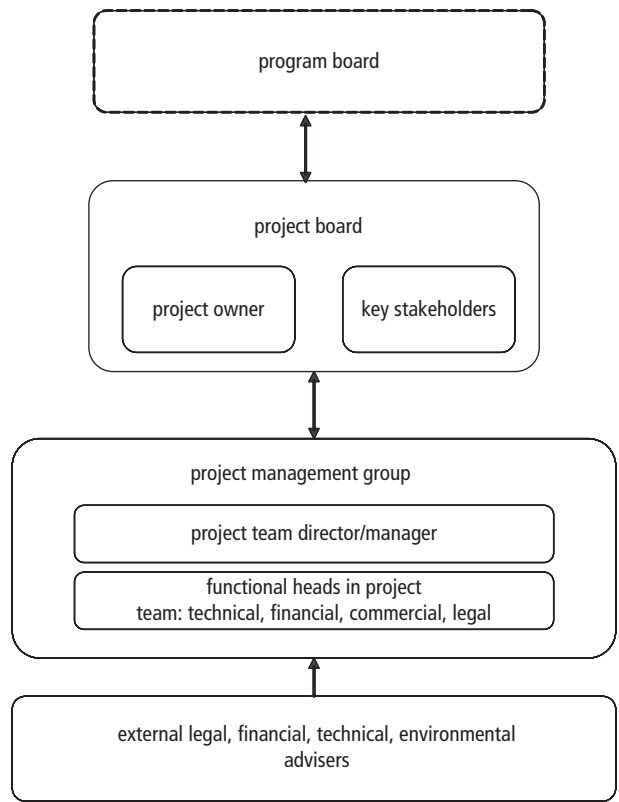 program board
project board
project owner
key stakeholders
project management group
project team director/manager
functional heads in project
team: technical, financial, commercial, legal
external legal, financial, technical, environmental
advisers